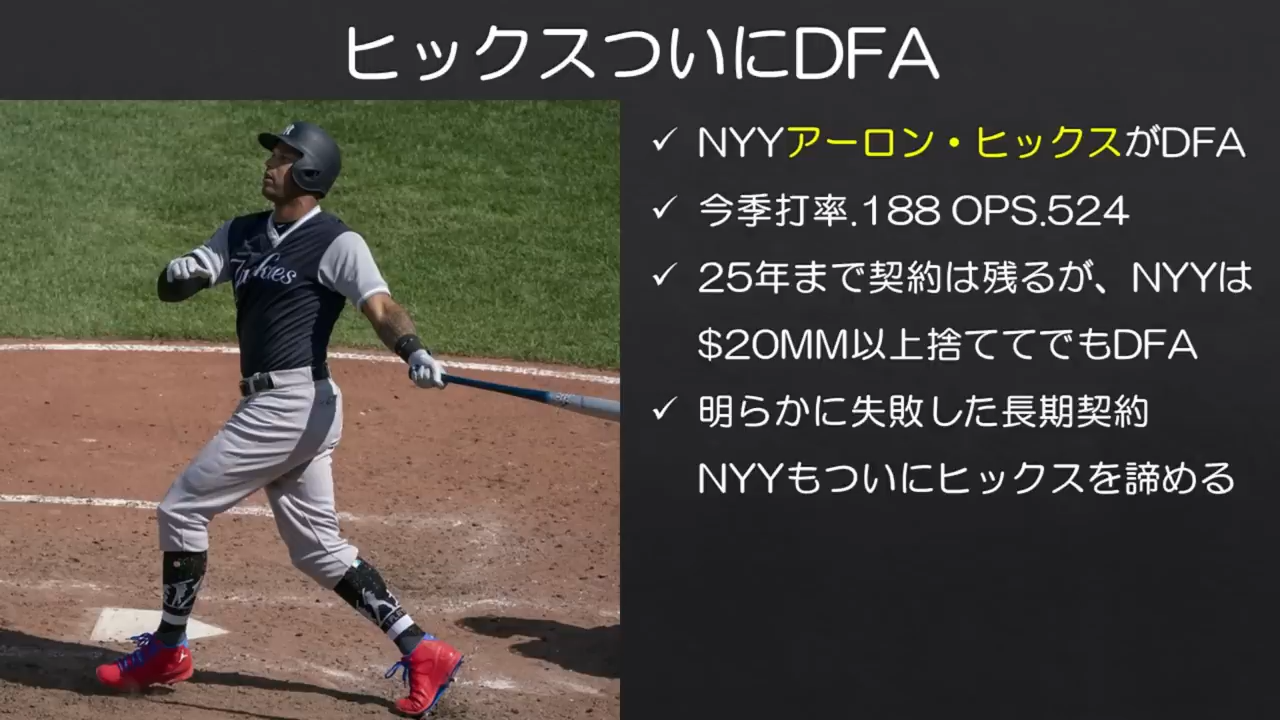 ヒックスついにDFA
NYYアーロン・ヒックスがDFA
今季打率.188 OPS.524
25年まで契約は残るが、NYYは
$20MM以上捨ててでもDFA
明らかに失敗した長期契約
NYYもついにヒックスを諦める
Yankees